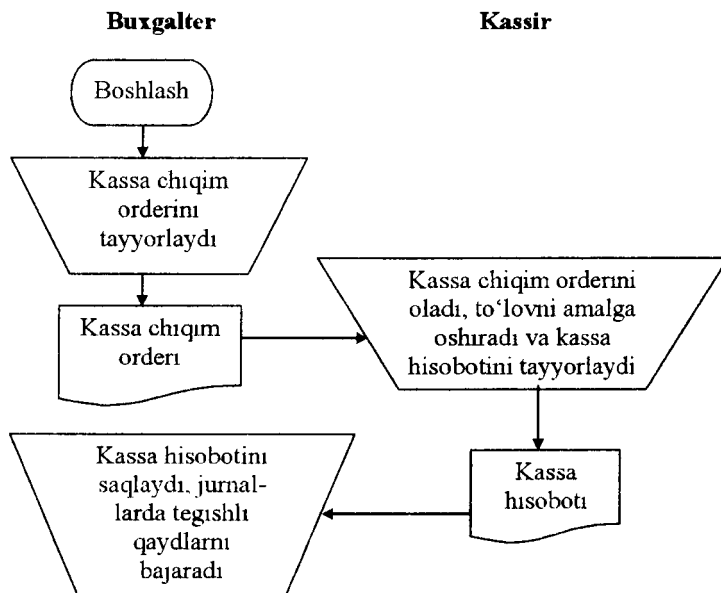 Buxgalter
Kassir
Boshlash
Kassa chiqim
orderini
tayyorlaydi
Kassa chiqim
orderi
Kassa chiqim orderini
oladi, to‘lovni amalga
oshiradi va kassa
hisobotini tayyorlaydi
Kassa
hisoboti
Kassa hisobotini
saqlaydi, jurnal-
larda tegishli
qaydlarni
bajaradi